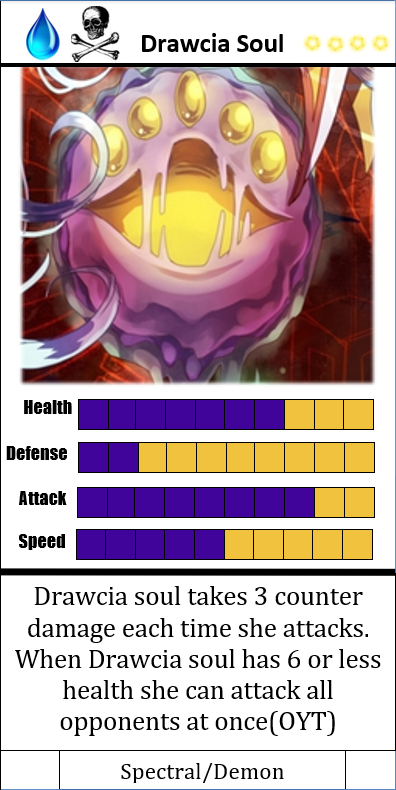 Drawcia Soul
Health
Defense
Attack
Speed
Drawcia soul takes 3 counter
damage each time she attacks.
When Drawcia soul has 6 or less
health she can attack all
opponents at once(OYT)
Spectral/Demon